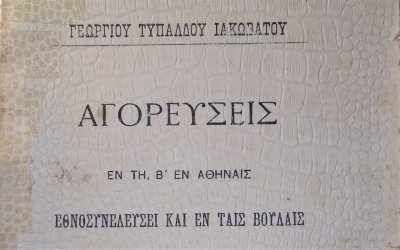 ΓΕΩΡΓΙΟΥ ΤΥΠΑΛΔΟΥ ΙΑΚΩΒΑΤΟΥ
ΑΓΟΡΕΥΣΕΙΣ
ΕΝ ΤΗ, Β΄ ΕΝ ΑΘΗΝΑΙΣ
ΕΘΝΟΣΥΝΕΛΕΥΣΕΙ ΚΑΙ ΕΝ ΤΑΙΣ ΒΟΥΛΑΙΣ